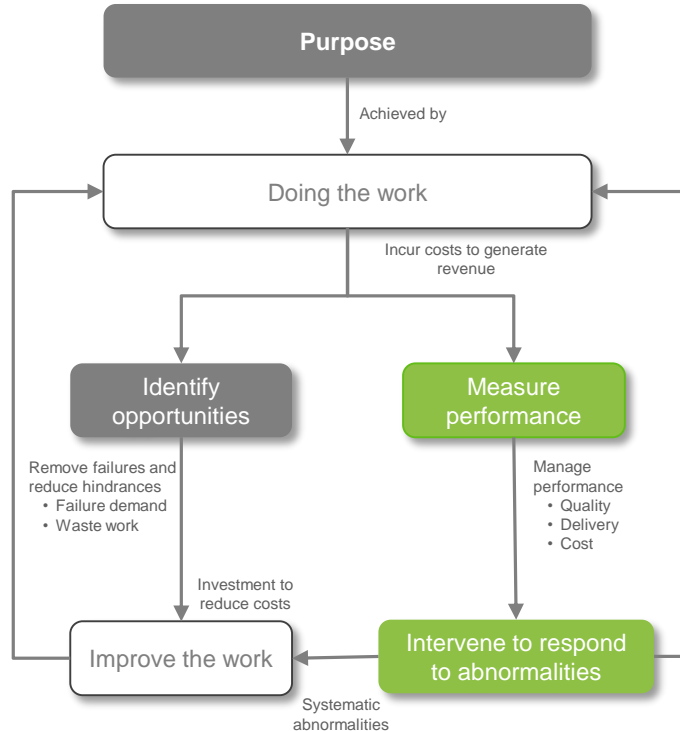 Purpose
Achieved by
Doing the work
Incur costs to generate
revenue
Identify
opportunities
Measure
performance
Remove failures and
reduce hindrances
• Failure demand
• Waste work
Manage
performance
• Quality
• Delivery
• Cost
Investment to
reduce costs
Improve the work
Intervene to respond
to abnormalities
Systematic
abnormalities